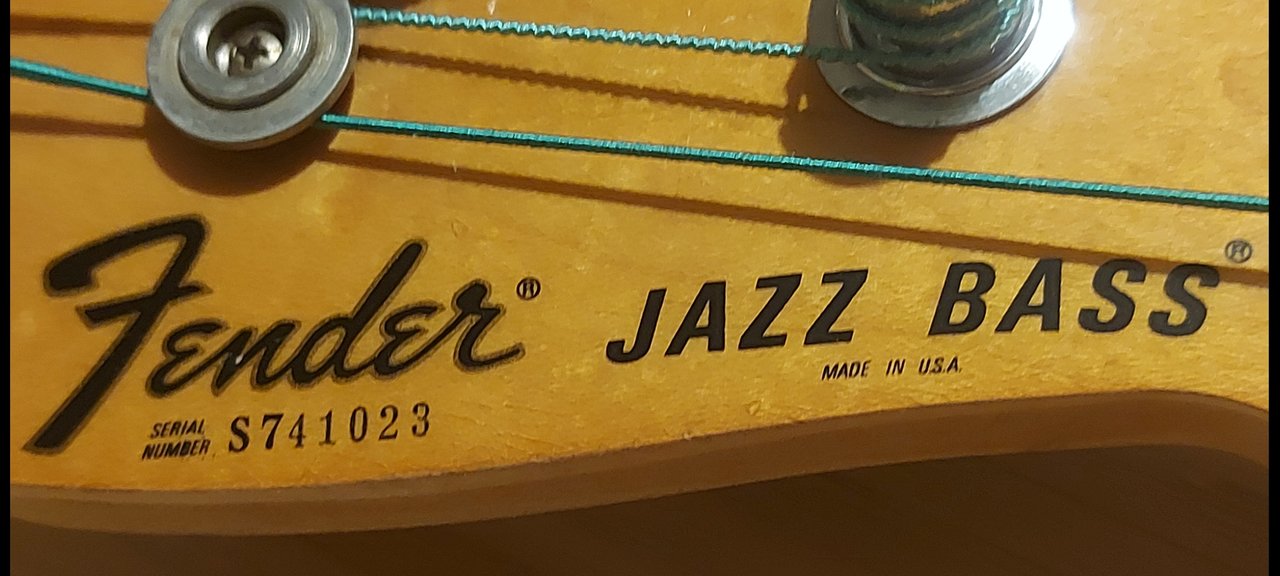 Fender® JAZZ BASS®
MADE IN U.S.A.
SERIAL
NUMBER S741023